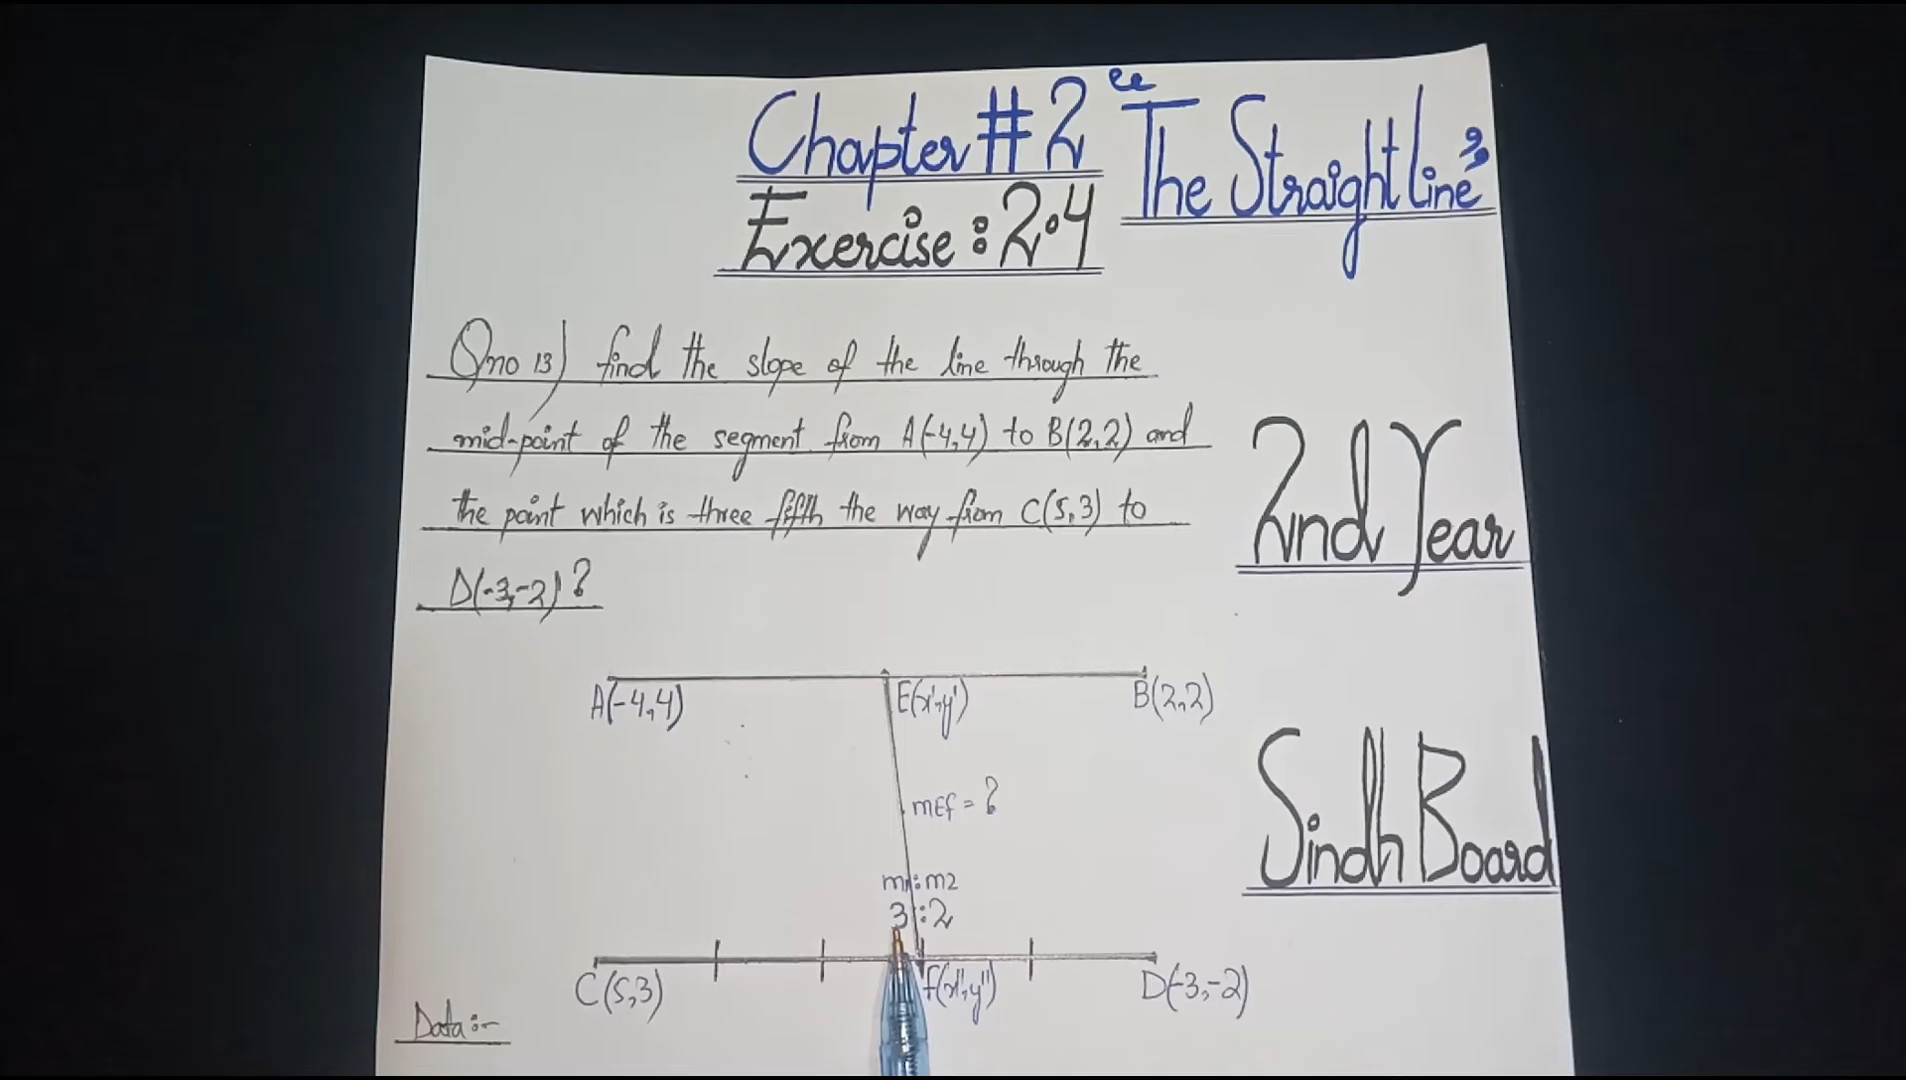 Chapter # 2 "The Straight Line"
Exercise : 2.4
Qno 13) find the slope of the line through the
mid-point of the segment from A(-4,4) to B(2,2) and
the point which is three fifth the way from C(5,3) to
D(-3,-2)?
2nd Year
A(-4,4) E(x',y') B(2,2)
mEf = ?
Sindh Board
m1:m2
3:2
C(5,3) f(x",y") D(-3,-2)
Data:-